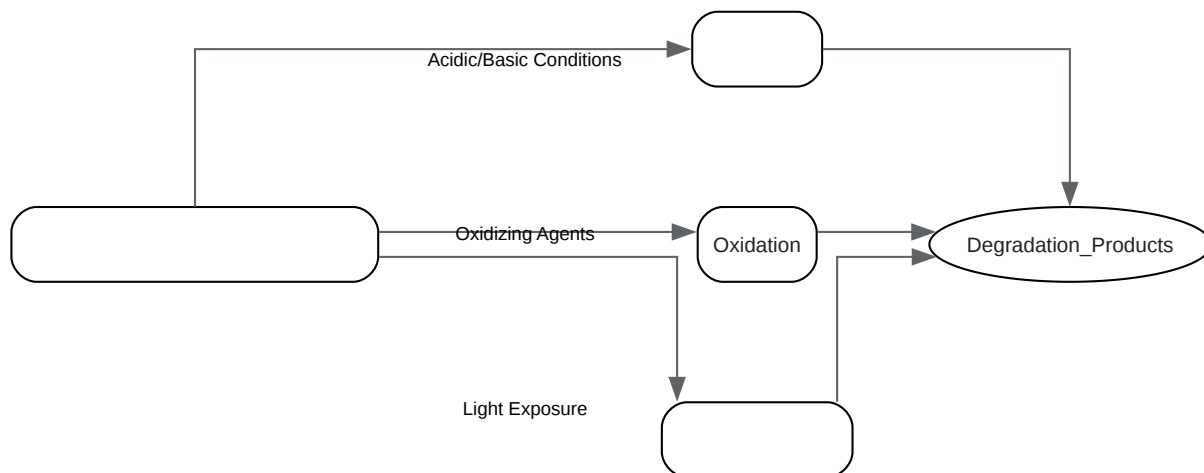 Acidic/Basic Conditions
Oxidizing Agents
Oxidation
Degradation_Products
Light Exposure